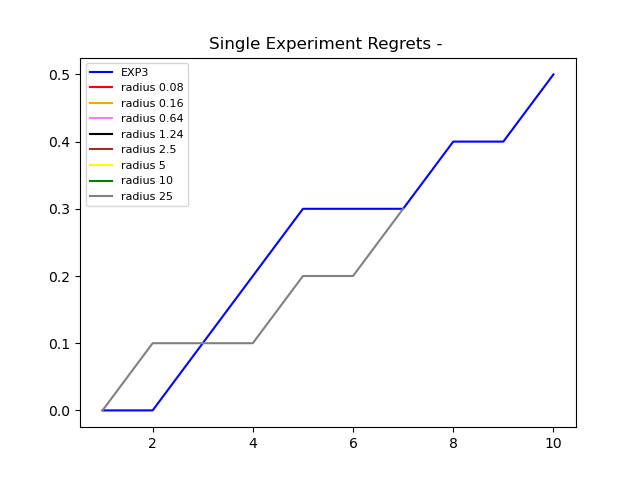 Single Experiment Regrets -
EXP3
radius 0.08
radius 0.16
radius 0.64
radius 1.24
radius 2.5
radius 5
radius 10
radius 25
0.5
0.4
0.3
0.2
0.1
0.0
2 4 6 8 10